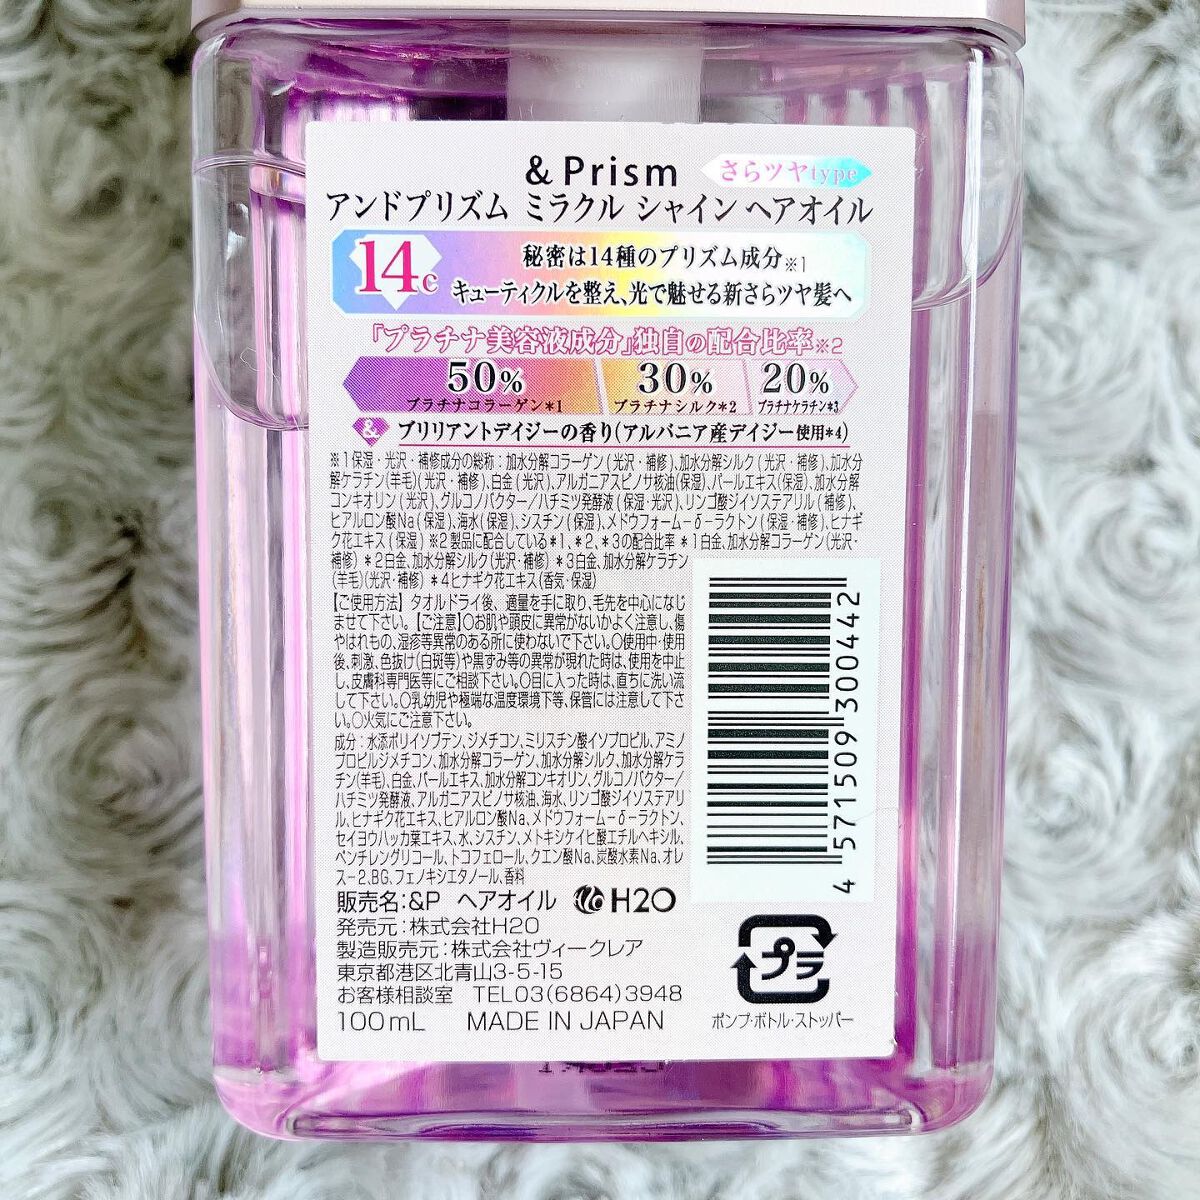 & Prism さらツヤtype
アンドプリズム ミラクル シャイン ヘアオイル
14c 秘密は14種のプリズム成分※1
キューティクルを整え、光で魅せる新さらツヤ髪へ
「プラチナ美容液成分」独自の配合比率※2
50% 30% 20%
プラチナコラーゲン*1 プラチナシルク*2 プラチナケラチン*3
& ブリリアントデイジーの香り(アルバニア産デイジー使用*4)
※1保湿・光沢・補修成分の総称:加水分解コラーゲン(光沢・補修)、加水分解シルク(光沢・補修)、加水分
解ケラチン(羊毛)(光沢・補修)、白金(光沢)、アルガニアスピノサ核油(保湿)、パールエキス(保湿)、加水分解
コンキオリン(光沢)、グルコノバクター/ハチミツ発酵液(保湿・光沢)、リンゴ酸ジイソステアリル(補修)、
ヒアルロン酸Na(保湿)、海水(保湿)、シスチン(保湿)、メドウフォーム-δ-ラクトン(保湿・補修)、ヒナギ
ク花エキス(保湿) ※2製品に配合している*1、*2、*3の配合比率 *1白金、加水分解コラーゲン(光沢・
補修) *2白金、加水分解シルク(光沢・補修) *3白金、加水分解ケラチン
(羊毛)(光沢・補修) *4ヒナギク花エキス(香気・保湿)
【ご使用方法】タオルドライ後、適量を手に取り、毛先を中心になじ
ませて下さい。【ご注意】○お肌や頭皮に異常がないかよく注意し、傷
やはれもの、湿疹等異常のある所に使わないで下さい。○使用中・使用
後、刺激、色抜け(白斑等)や黒ずみ等の異常が現れた時は、使用を中止
し、皮膚科専門医等にご相談下さい。○目に入った時は、直ちに洗い流
して下さい。○乳幼児や極端な温度環境下等、保管には注意して下さ
い。○火気にご注意下さい。
成分:水添ポリイソブテン、ジメチコン、ミリスチン酸イソプロピル、アミノ
プロピルジメチコン、加水分解コラーゲン、加水分解シルク、加水分解ケラ
チン(羊毛)、白金、パールエキス、加水分解コンキオリン、グルコノバクター/
ハチミツ発酵液、アルガニアスピノサ核油、海水、リンゴ酸ジイソステアリ
ル、ヒナギク花エキス、ヒアルロン酸Na、メドウフォーム-δ-ラクトン、
セイヨウハッカ葉エキス、水、シスチン、メトキシケイヒ酸エチルヘキシル、
ペンチレングリコール、トコフェロール、クエン酸Na、炭酸水素Na、オレ
ス-2、BG、フェノキシエタノール、香料
販売名:&P ヘアオイル H2O
発売元:株式会社H2O
製造販売元:株式会社ヴィークレア
東京都港区北青山3-5-15
お客様相談室 TEL03(6864)3948
100mL MADE IN JAPAN
4571509300442
プラ
ポンプ・ボトル・ストッパー